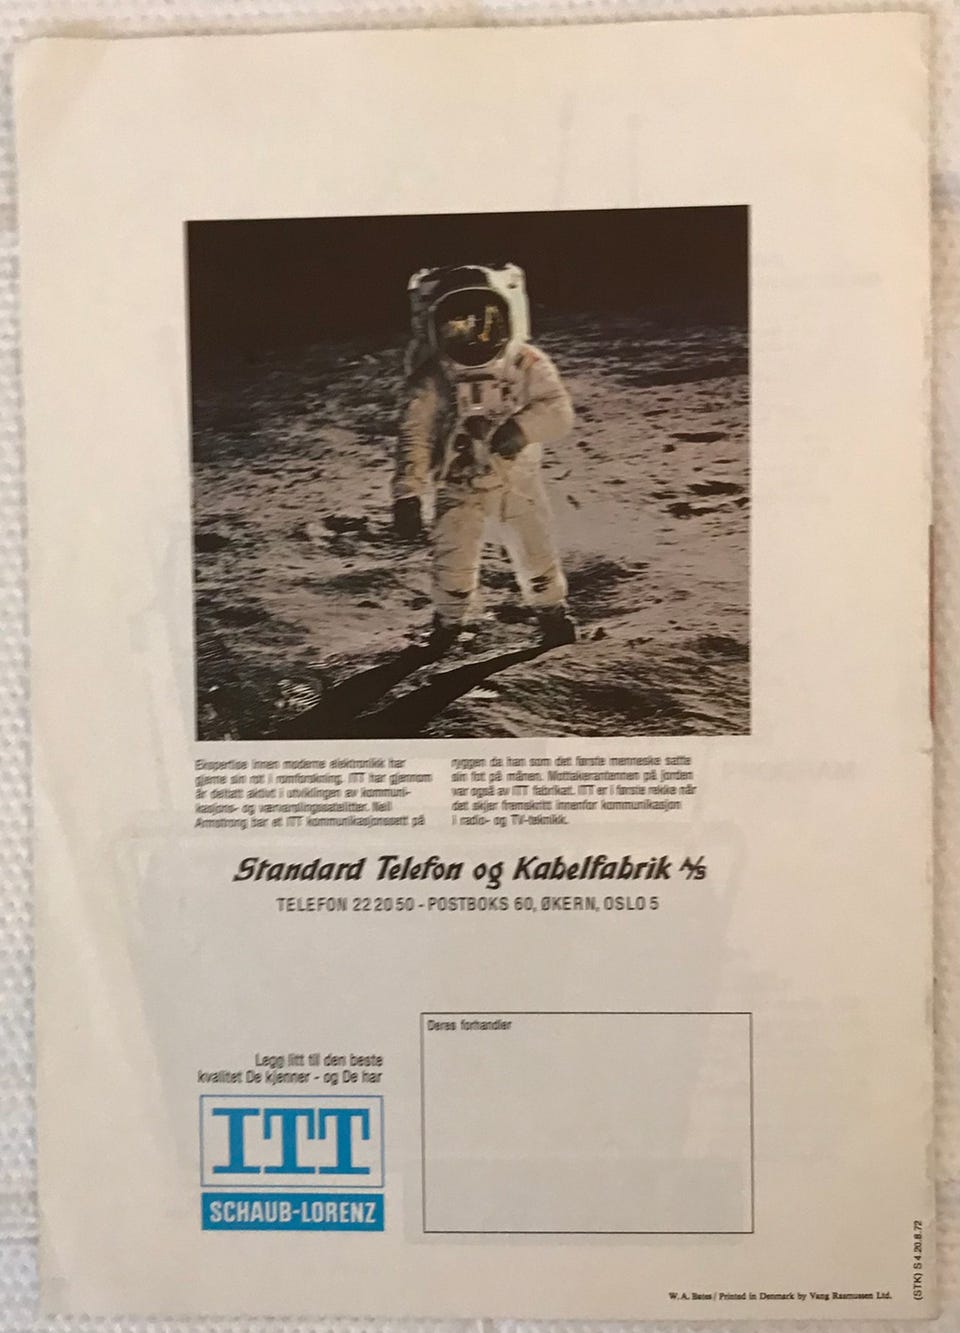 Ekspertise innen moderne elektronikk har
gjerne sin rot i romforskning. ITT har gjennom
år deltatt aktivt i utviklingen av kommuni-
kasjons- og værvarslingssatelitter. Neil
Armstrong bar et ITT kommunikasjonssett på
ryggen da han som det første menneske satte
sin fot på månen. Mottakerantennen på jorden
var også av ITT fabrikat. ITT er i første rekke når
det skjer fremskritt innenfor kommunikasjon
i radio- og TV-teknikk.
Standard Telefon og Kabelfabrik A/S
TELEFON 22 20 50 - POSTBOKS 60, ØKERN, OSLO 5
Deres forhandler
Legg litt til den beste
kvalitet De kjenner - og De har
ITT
SCHAUB-LORENZ
W. A. Bates / Printed in Denmark by Vang Rasmussen Ltd.
(STK) S 4.20.8.72